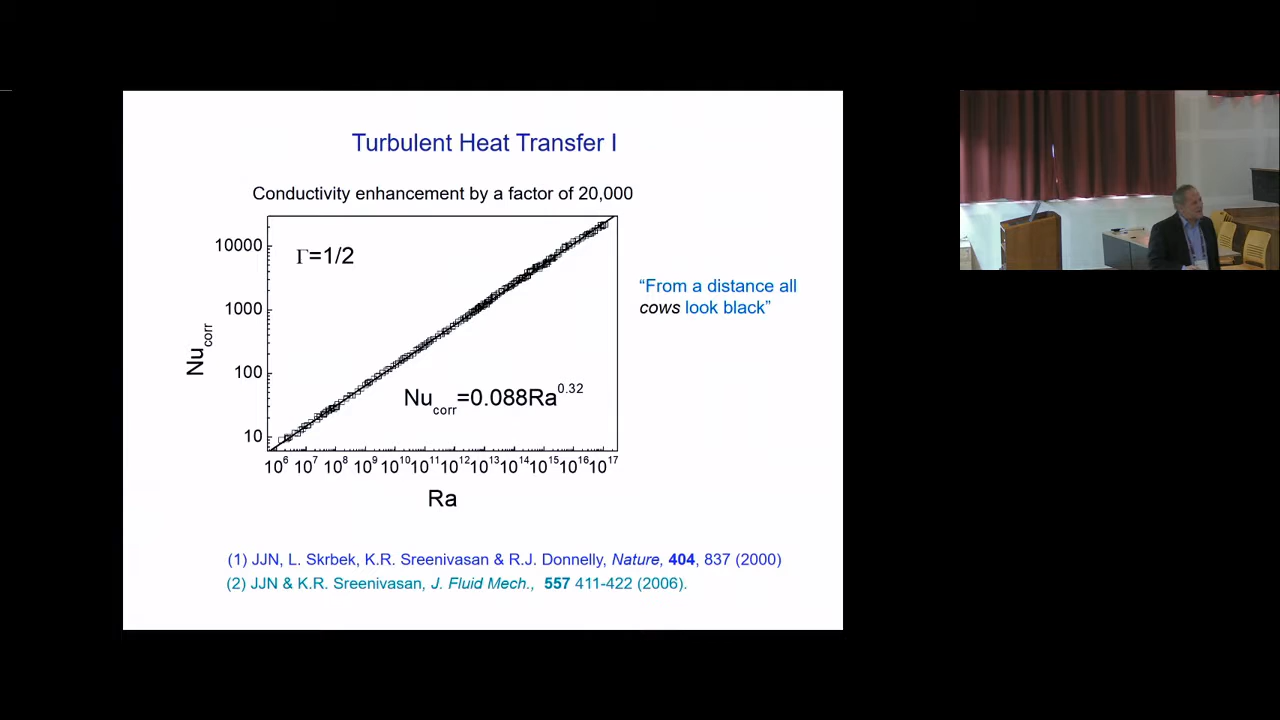 Turbulent Heat Transfer I
Conductivity enhancement by a factor of 20,000
Γ=1/2
10000
1000
100
10
Nu_corr
Nu_corr=0.088Ra^0.32
10^6 10^7 10^8 10^9 10^10 10^11 10^12 10^13 10^14 10^15 10^16 10^17
Ra
“From a distance all
cows look black”
(1) JJN, L. Skrbek, K.R. Sreenivasan & R.J. Donnelly, Nature, 404, 837 (2000)
(2) JJN & K.R. Sreenivasan, J. Fluid Mech., 557 411-422 (2006).